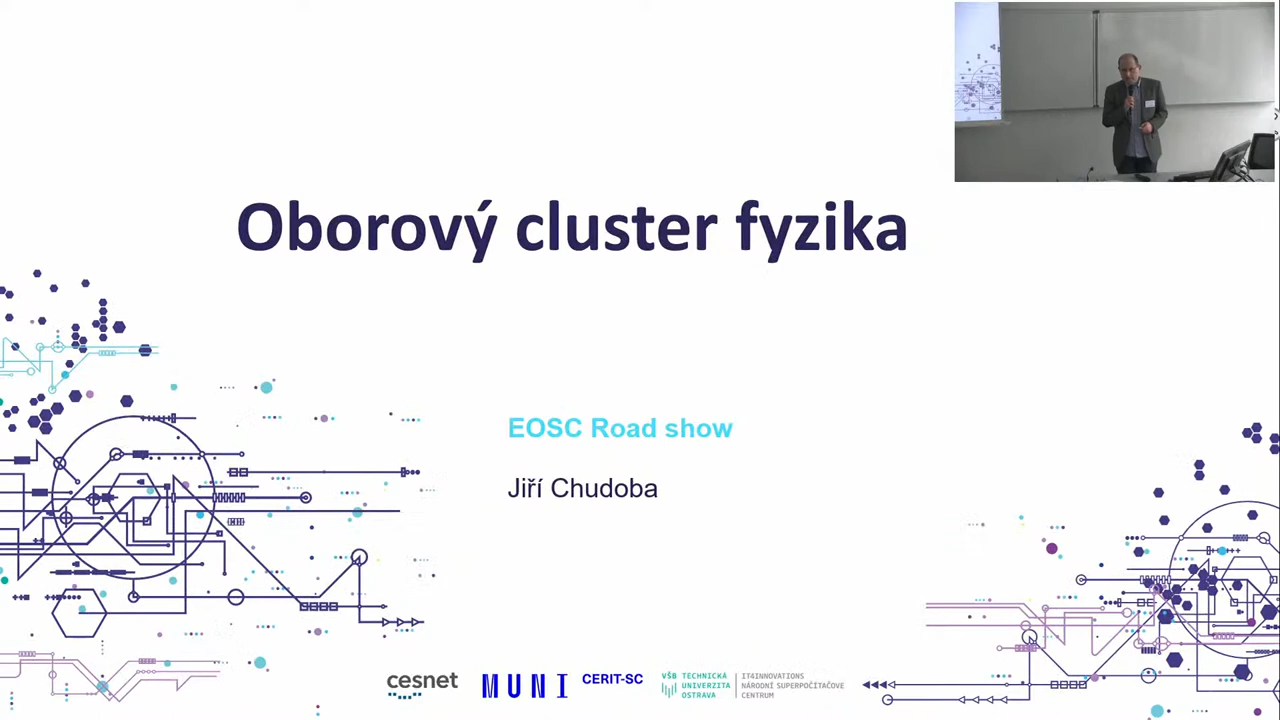 Oborový cluster fyzika
EOSC Road show
Jiří Chudoba
cesnet
MUNI
CERIT-SC
VŠB TECHNICKÁ
UNIVERZITA
OSTRAVA
IT4INNOVATIONS
NÁRODNÍ SUPERPOČÍTAČOVÉ
CENTRUM